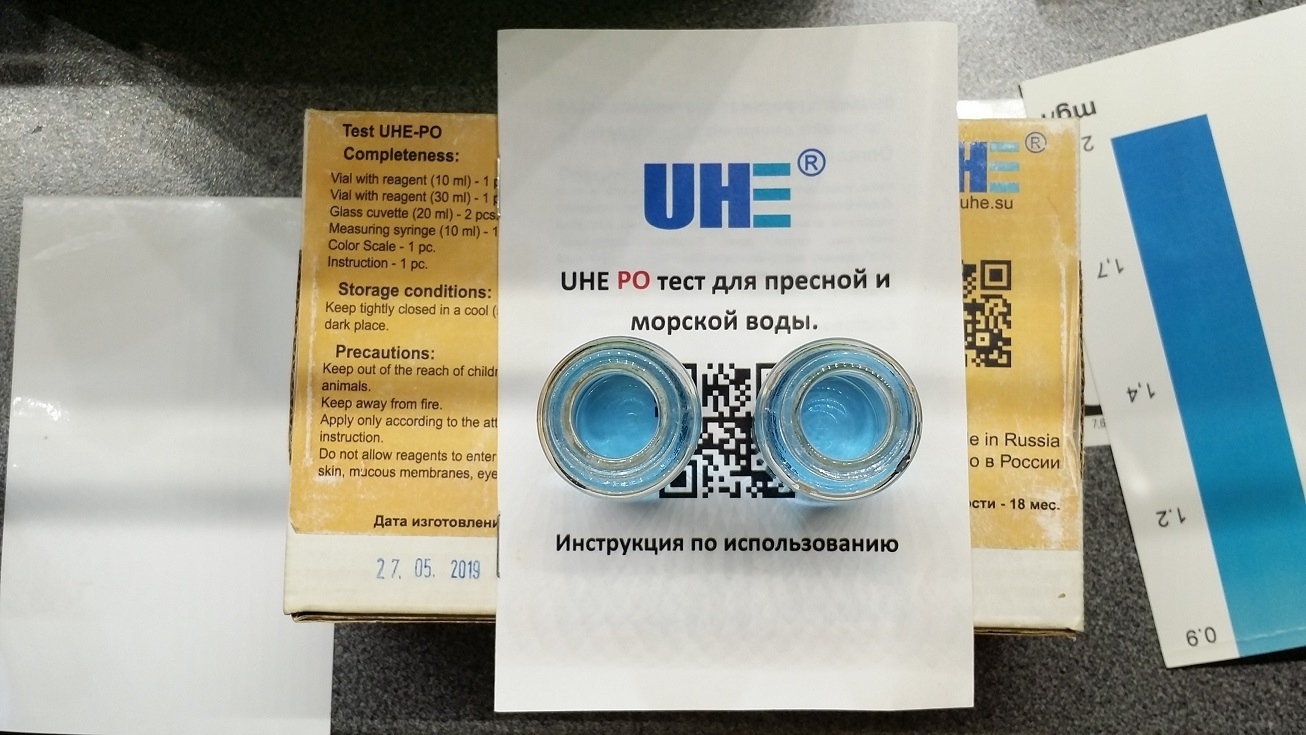 Test UHE-PO
Completeness:
Vial with reagent (10 ml) - 1
Vial with reagent (30 ml) - 1
Glass cuvette (20 ml) - 2 pcs.
Measuring syringe (10 ml) - 1
Color Scale - 1 pc.
Instruction - 1 pc.
Storage conditions:
Keep tightly closed in a cool
dark place.
Precautions:
Keep out of the reach of
animals.
Keep away from fire.
Apply only according to the
instruction.
Do not allow reagents to enter
skin, mucous membranes,
Дата
27. 05. 2019
UHE®
UHE PO тест для пресной и
морской воды.
Инструкция по использованию
HE®
uhe.su
in Russia
в России
- 18 мес.
мg/l
2
1,7
1,4
1.2
0.9